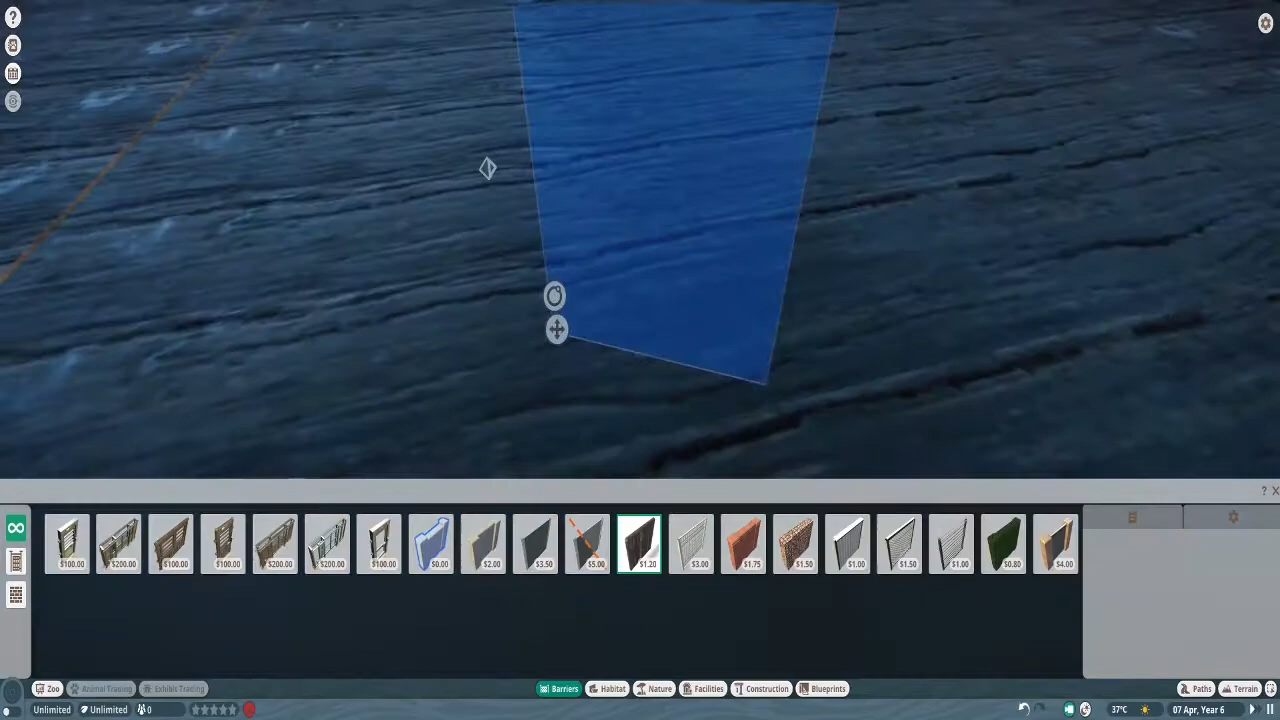 ?
? X
$100.00 $200.00 $100.00 $100.00 $200.00 $200.00 $100.00 $0.00 $2.00 $3.50 $5.00 $1.20 $3.00 $1.75 $1.50 $1.00 $1.50 $1.00 $0.80 $4.00
Zoo Animal Trading Exhibit Trading Barriers Habitat Nature Facilities Construction Blueprints Paths Terrain
Unlimited Unlimited 0 37°C 07 Apr, Year 6